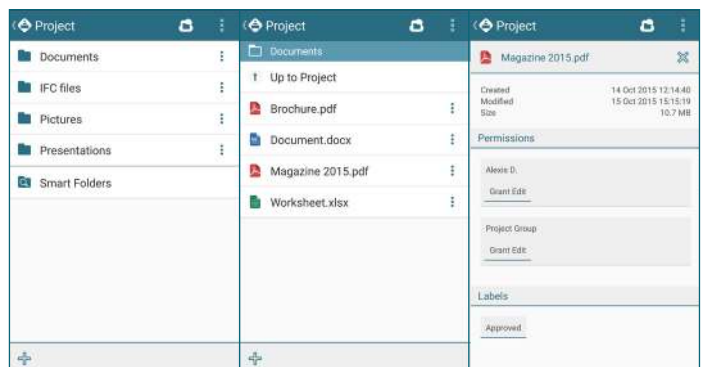 Project
Documents
IFC files
Pictures
Presentations
Smart Folders
Project
Documents
Up to Project
Brochure.pdf
Document.docx
Magazine 2015.pdf
Worksheet.xlsx
Project
Magazine 2015.pdf
Created 14 Oct 2015 12:14:40
Modified 15 Oct 2015 15:15:19
Size 10.7 MB
Permissions
Alexis D.
Grant Edit
Project Group
Grant Edit
Labels
Approved